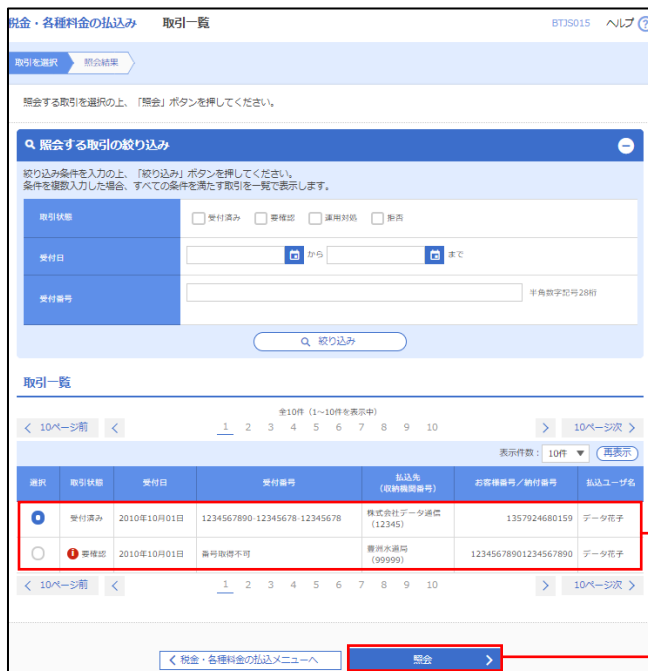 税金・各種料金の払込み 取引一覧 BTJS015 ヘルプ ?
取引を選択 照会結果
照会する取引を選択の上、「照会」ボタンを押してください。
照会する取引の絞り込み
絞り込み条件を入力の上、「絞り込み」ボタンを押してください。
条件を複数入力した場合、すべての条件を満たす取引を一覧で表示します。
取引状態 受付済み 要確認 運用対処 拒否
受付日 から まで
受付番号 半角数字記号28桁
絞り込み
取引一覧
全10件(1~10件を表示中)
< 10ページ前 < 1 2 3 4 5 6 7 8 9 10 > 10ページ次 >
表示件数: 10件 ▼ 再表示
選択 取引状態 受付日 受付番号 払込先 お客様番号/納付番号 払込ユーザ名
(収納機関番号)
受付済み 2010年10月01日 1234567890-12345678-12345678 株式会社データ通信 1357924680159 データ花子
(12345)
! 要確認 2010年10月01日 番号取得不可 豊洲水道局 12345678901234567890 データ花子
(99999)
< 10ページ前 < 1 2 3 4 5 6 7 8 9 10 > 10ページ次 >
< 税金・各種料金の払込メニューへ 照会 >